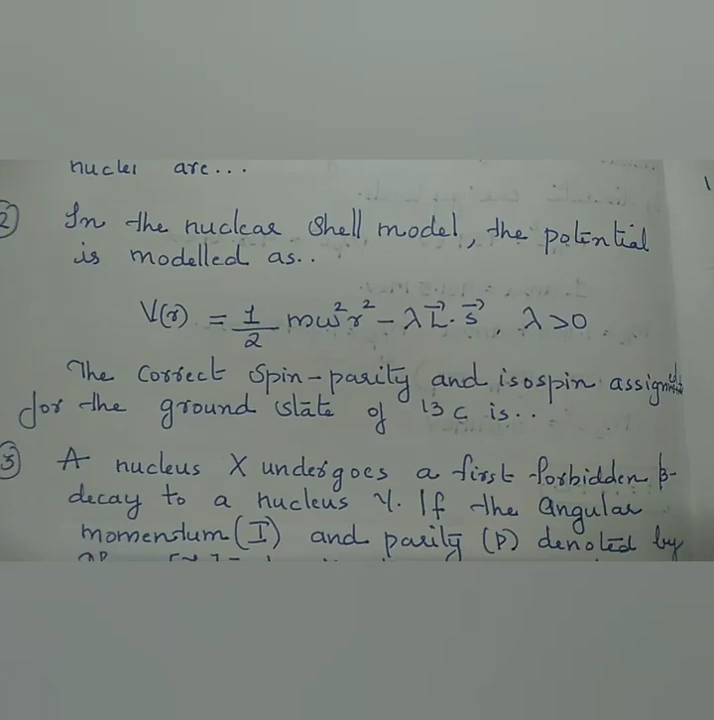 nuclei are...
2) In the nuclear shell model, the potential
is modelled as..
V(r) = 1/2 mω²r² - λ L⃗ . S⃗, λ>0
The correct spin-parity and isospin
for the ground state of ¹³C is..
3) A nucleus X undergoes a first forbidden β-
decay to a nucleus Y. If the angular
momentum (I) and parity (P) denoted by